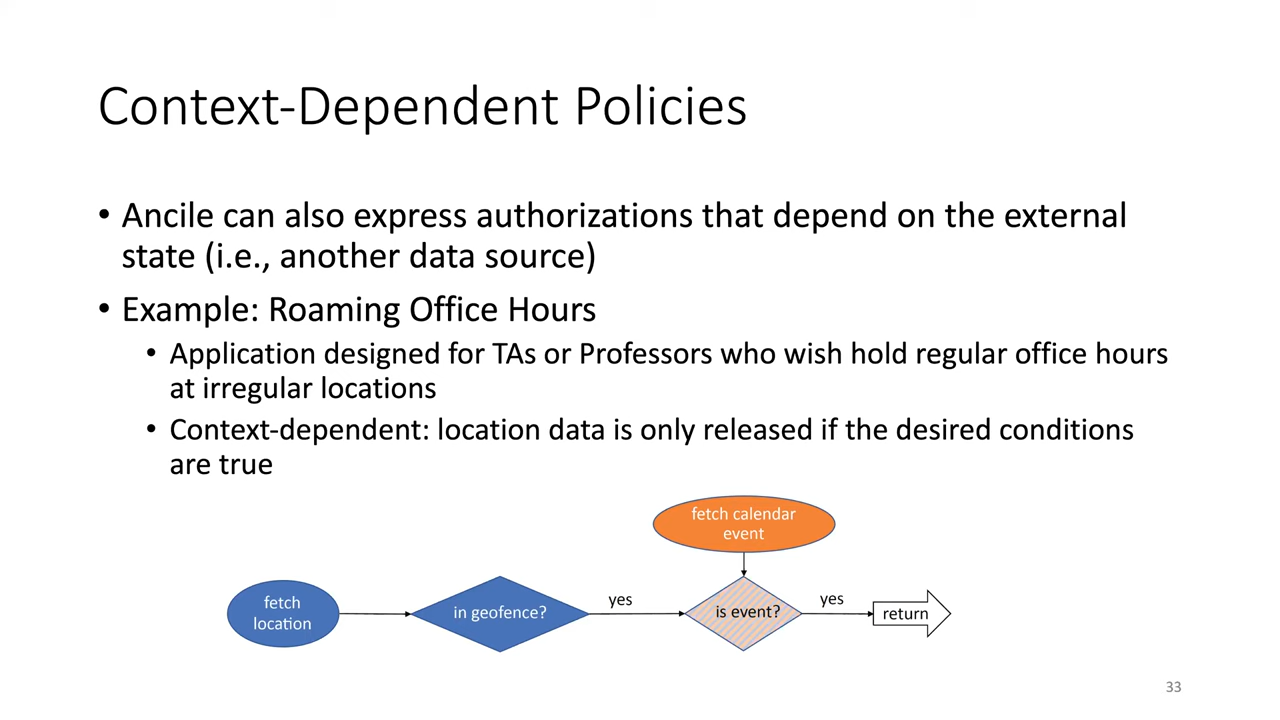 Context-Dependent Policies
• Ancile can also express authorizations that depend on the external
state (i.e., another data source)
• Example: Roaming Office Hours
• Application designed for TAs or Professors who wish hold regular office hours
at irregular locations
• Context-dependent: location data is only released if the desired conditions
are true
fetch calendar
event
fetch
location
in geofence?
yes
is event?
yes
return
33